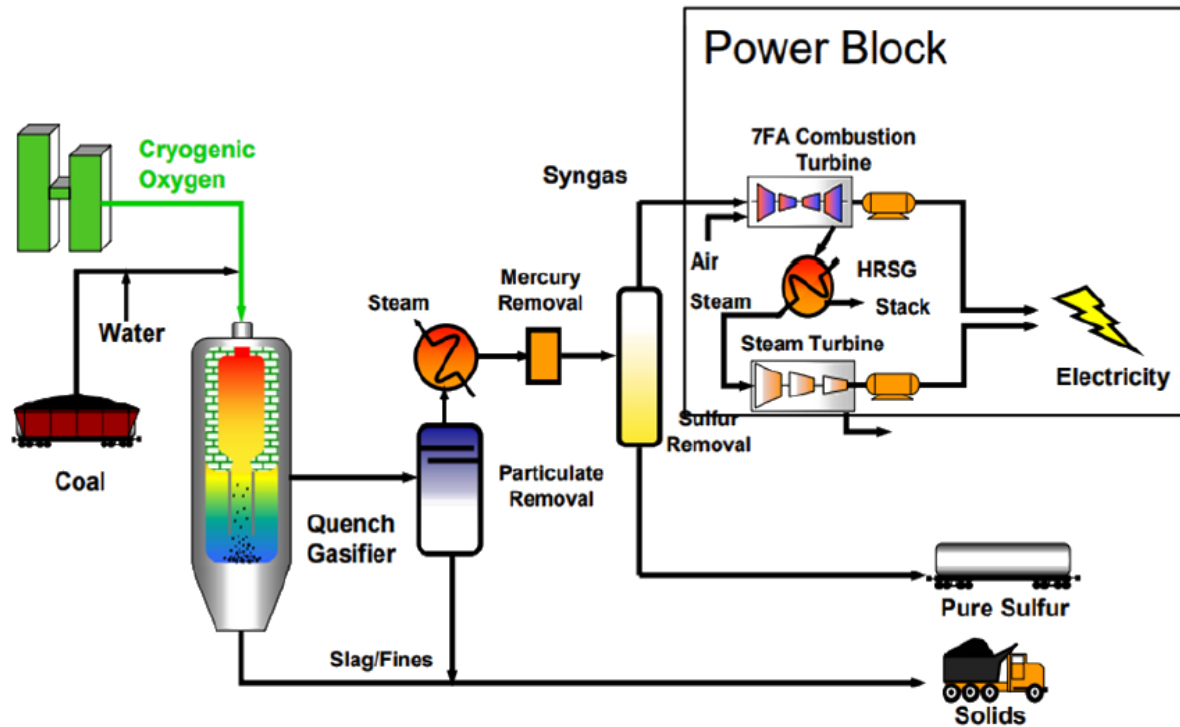 Power Block
Cryogenic
Oxygen
7FA Combustion
Turbine
Syngas
Air
HRSG
Mercury
Removal
Steam
Steam
Stack
Water
Steam Turbine
Electricity
Coal
Sulfur
Removal
Particulate
Removal
Quench
Gasifier
Pure Sulfur
Slag/Fines
Solids